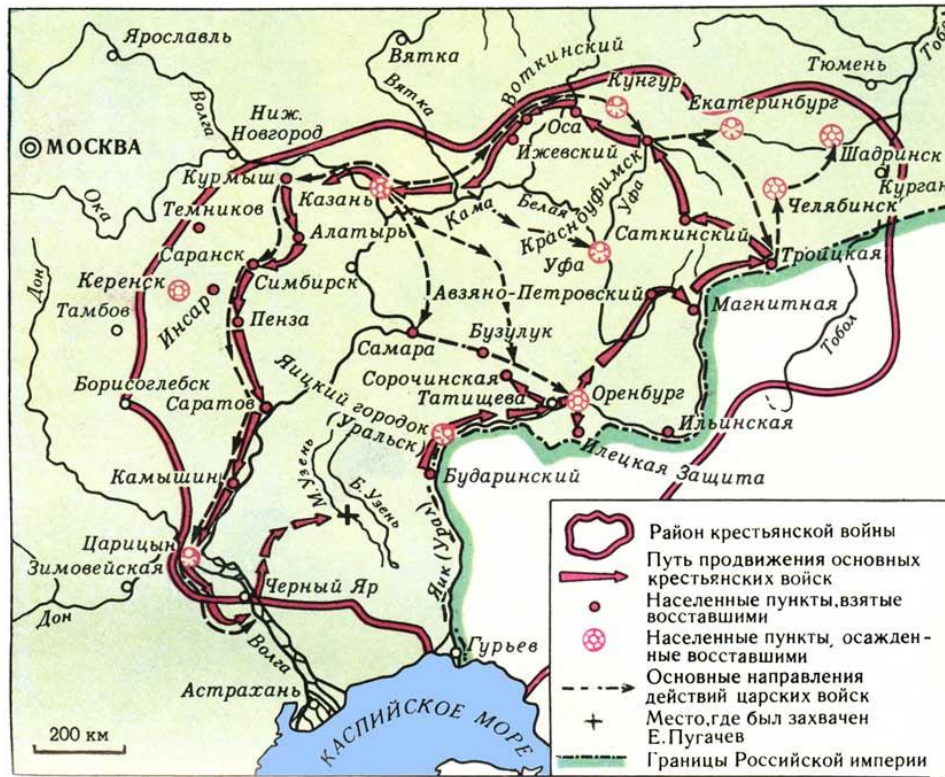 Ярославль
Вятка
Воткинский
Тюмень
Тобол
Волга
Вятка
Кунгур
Екатеринбург
Ниж.
Новгород
Оса
МОСКВА
Ижевский
Шадринск
Курмыш
Казань
Курган
Ока
Темников
Кама
Белая
Красноуфимск
Уфа
Челябинск
Алатырь
Саткинский
Саранск
Уфа
Троицкая
Дон
Керенск
Симбирск
Авзяно-Петровский
Магнитная
Тамбов
Инсар
Пенза
Бузулук
Тобол
Самара
Сорочинская
Борисоглебск
Татищева
Оренбург
Саратов
Яицкий городок
(Уральск)
Ильинская
Илецкая Защита
Камышин
М.Узень
Б.Узень
Бударинский
Царицын
Зимовейская
Яик (Урал)
Черный Яр
Дон
Волга
Гурьев
Астрахань
200 км
КАСПИЙСКОЕ МОРЕ
Район крестьянской войны
Путь продвижения основных
крестьянских войск
Населенные пункты,взятые
восставшими
Населенные пункты, осажден-
ные восставшими
Основные направления
действий царских войск
Место,где был захвачен
Е.Пугачев
Границы Российской империи